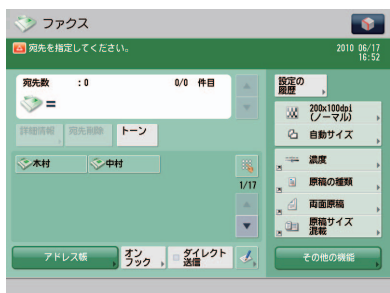 ファクス
宛先を指定してください。
2010 06/17
16:52
宛先数 :0 0/0 件目
=
詳細情報
宛先削除
トーン
木村
中村
1/17
アドレス帳
オン
フック
ダイレクト
送信
設定の
履歴
200x100dpi
(ノーマル)
自動サイズ
濃度
原稿の種類
両面原稿
原稿サイズ
混載
その他の機能